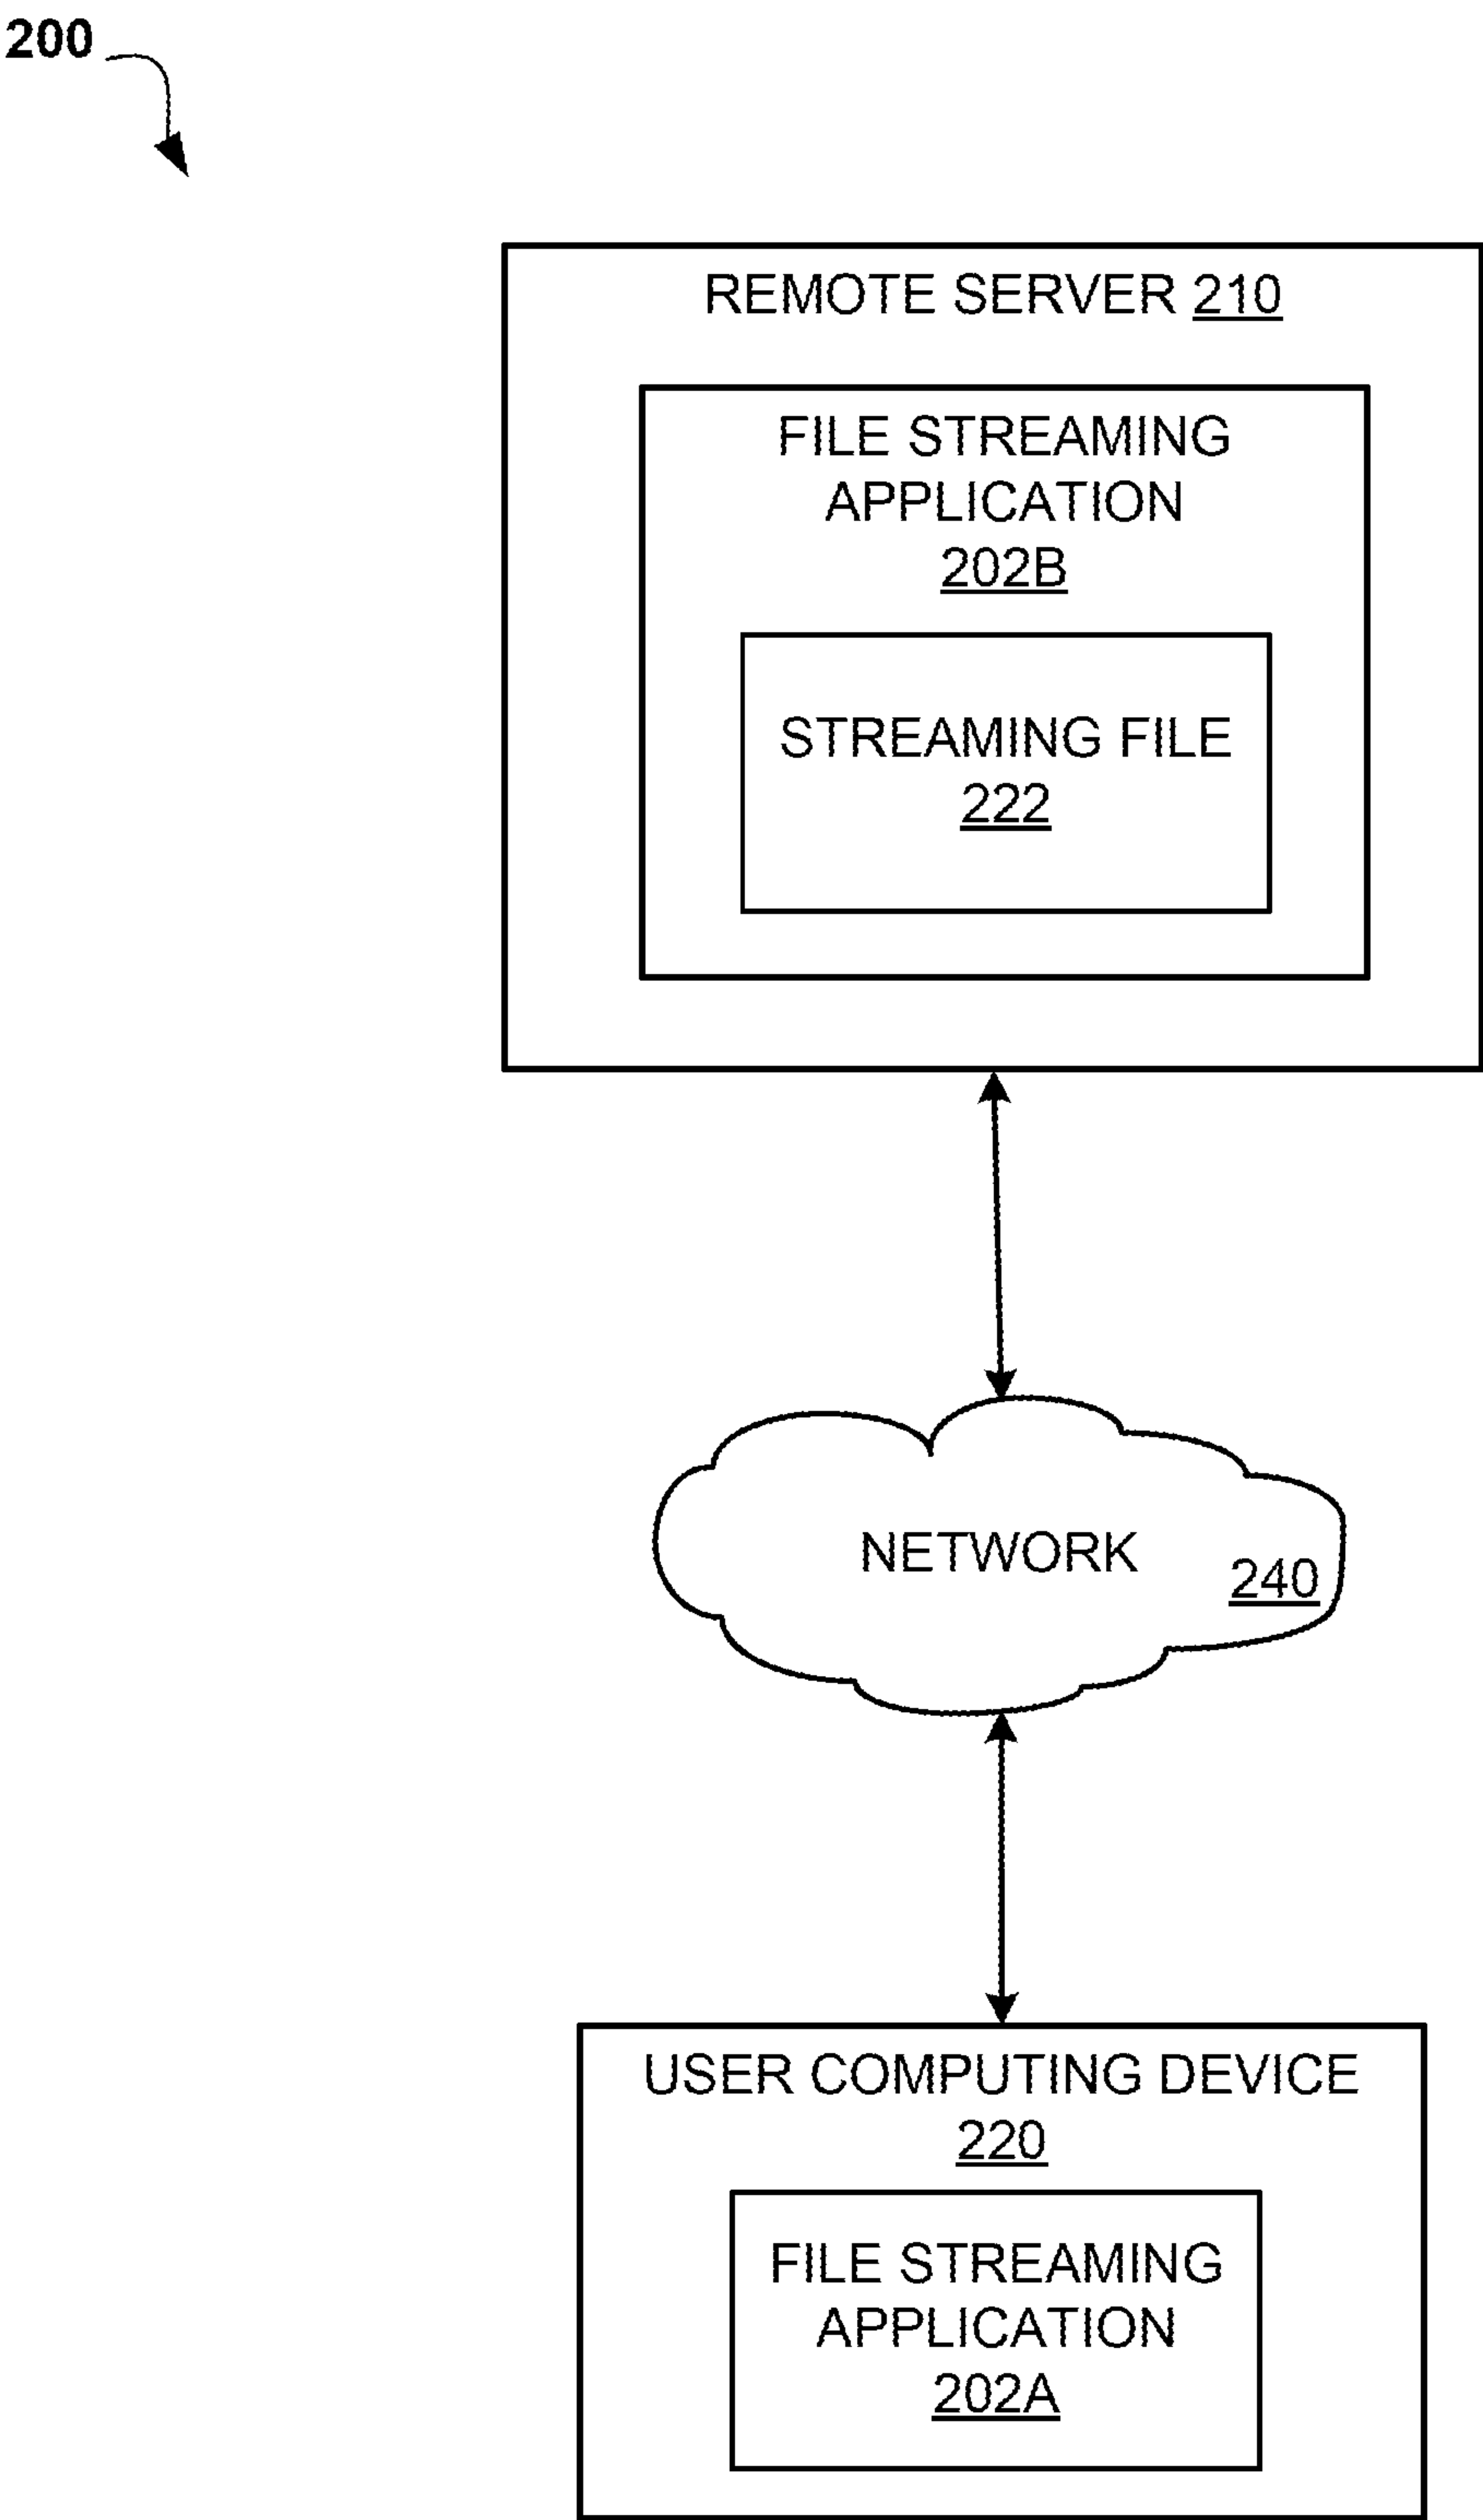 200
REMOTE SERVER 210
FILE STREAMING
APPLICATION
202B
STREAMING FILE
222
NETWORK
240
USER COMPUTING DEVICE
220
FILE STREAMING
APPLICATION
202A